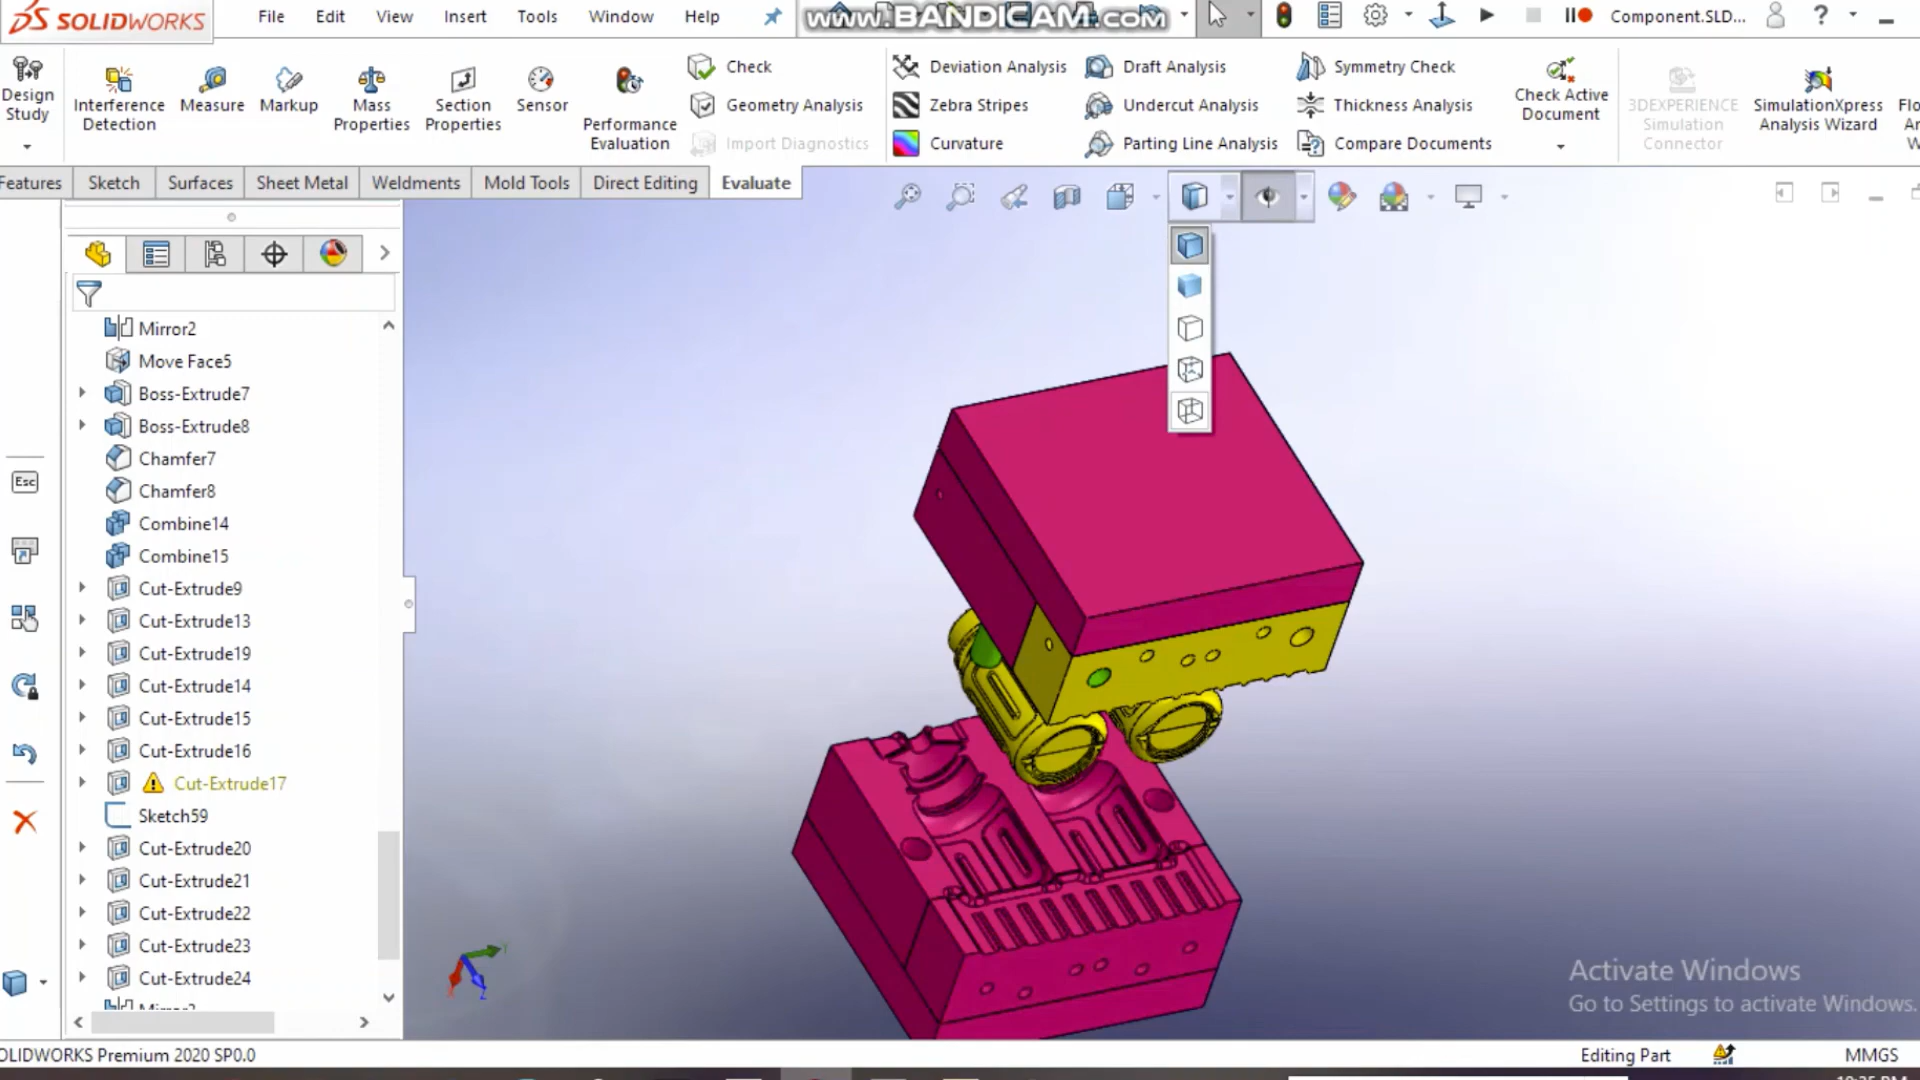 SOLIDWORKS
File Edit View Insert Tools Window Help
www.BANDICAM.com
Component.SLD...
?
Design Study
Interference Detection
Measure
Markup
Mass Properties
Section Properties
Sensor
Performance Evaluation
Check
Geometry Analysis
Import Diagnostics
Deviation Analysis
Zebra Stripes
Curvature
Draft Analysis
Undercut Analysis
Parting Line Analysis
Symmetry Check
Thickness Analysis
Compare Documents
Check Active Document
3DEXPERIENCE Simulation Connector
SimulationXpress Analysis Wizard
Flo
Ar
W
Features Sketch Surfaces Sheet Metal Weldments Mold Tools Direct Editing Evaluate
Mirror2
Move Face5
Boss-Extrude7
Boss-Extrude8
Chamfer7
Chamfer8
Combine14
Combine15
Cut-Extrude9
Cut-Extrude13
Cut-Extrude19
Cut-Extrude14
Cut-Extrude15
Cut-Extrude16
Cut-Extrude17
Sketch59
Cut-Extrude20
Cut-Extrude21
Cut-Extrude22
Cut-Extrude23
Cut-Extrude24
Esc
Activate Windows
Go to Settings to activate Windows.
OLIDWORKS Premium 2020 SP0.0
Editing Part
MMGS